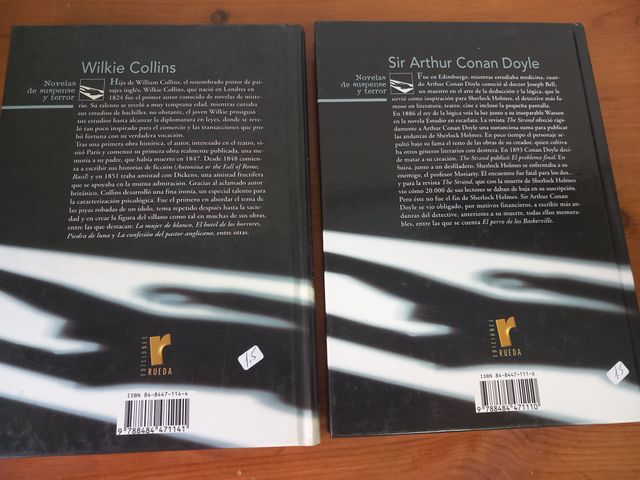 Wilkie Collins
Novelas
de suspense
y terror
Hijo de William Collins, el renombrado pintor de pai-
sajes inglés, Wilkie Collins, que nació en Londres en
1824 fue el primer autor conocido de novelas de miste-
rio. Su talento se reveló a muy temprana edad, mientras cursaba
sus estudios de bachiller, no obstante, el joven Wilkie prosiguió
sus estudios hasta alcanzar la diplomatura en leyes, donde se reve-
ló tan poco inspirado para el comercio y las transacciones que pro-
bó fortuna con su verdadera vocación.
Tras una primera obra histórica, el autor, interesado en el teatro, vi-
sitó París y comenzó su primera obra realmente publicada, una me-
moria a su padre, que había muerto en 1847. Desde 1848 comen-
za a escribir sus historias de ficción (Antonina or the Fall of Rome,
Basil) y en 1851 traba amistad con Dickens, una amistad fructífera
que se apoyaba en la mutua admiración. Gracias al aclamado autor
británico, Collins desarrolló una fina ironía, un especial talento para
la caracterización psicológica. Fue el primero en abordar el tema de
las joyas robadas de un ídolo, tema repetido después hasta la sacie-
dad y en crear la figura del villano como tal en muchas de sus obras,
entre las que destacan: La mujer de blanco, El hotel de los horrores,
Piedra de luna y La confesión del pastor anglicano, entre otras.
EDICIONES
r
RUEDA
1.5
ISBN 84-8447-114-4
9 788484 471141
Sir Arthur Conan Doyle
Novelas
de suspense
y terror
Fue en Edimburgo, mientras estudiaba medicina, cuan-
do Arthur Conan Doyle conoció al doctor Joseph Bell,
un maestro en el arte de la deducción y la lógica, que le
sirvió como inspiración para Sherlock Holmes, el detective más fa-
moso en literatura, teatro, cine e incluso la pequeña pantalla.
En 1886 el rey de la lógica veía la luz junto a su inseparable Watson
en la novela Estudio en escarlata. La revista The Strand ofreció rápi-
damente a Arthur Conan Doyle una sustanciosa suma para publicar
las andanzas de Sherlock Holmes. En poco tiempo el personaje se-
pultó bajo su fama el resto de las obras de su creador, quien cultiva-
ba otros géneros literarios con destreza. En 1893 Conan Doyle deci-
de matar a su creación. The Strand publicó El problema final. En
Suiza, junto a un desfiladero, Sherlock Holmes se enfrentaba a su
enemigo, el profesor Moriarty. El encuentro fue fatal para los dos...
y para la revista The Strand, que con la muerte de Sherlock Holmes
vio cómo 20.000 de sus lectores se daban de baja en su suscripción.
Pero éste no fue el fin de Sherlock Holmes. Sir Arthur Conan
Doyle se vio obligado, por motivos financieros, a escribir más an-
danzas del detective, anteriores a su muerte, todas ellos memora-
bles, entre las que se cuenta El perro de los Baskerville.
EDICIONES
r
RUEDA
1.5
ISBN 84-8447-111-X
9 788484 471110